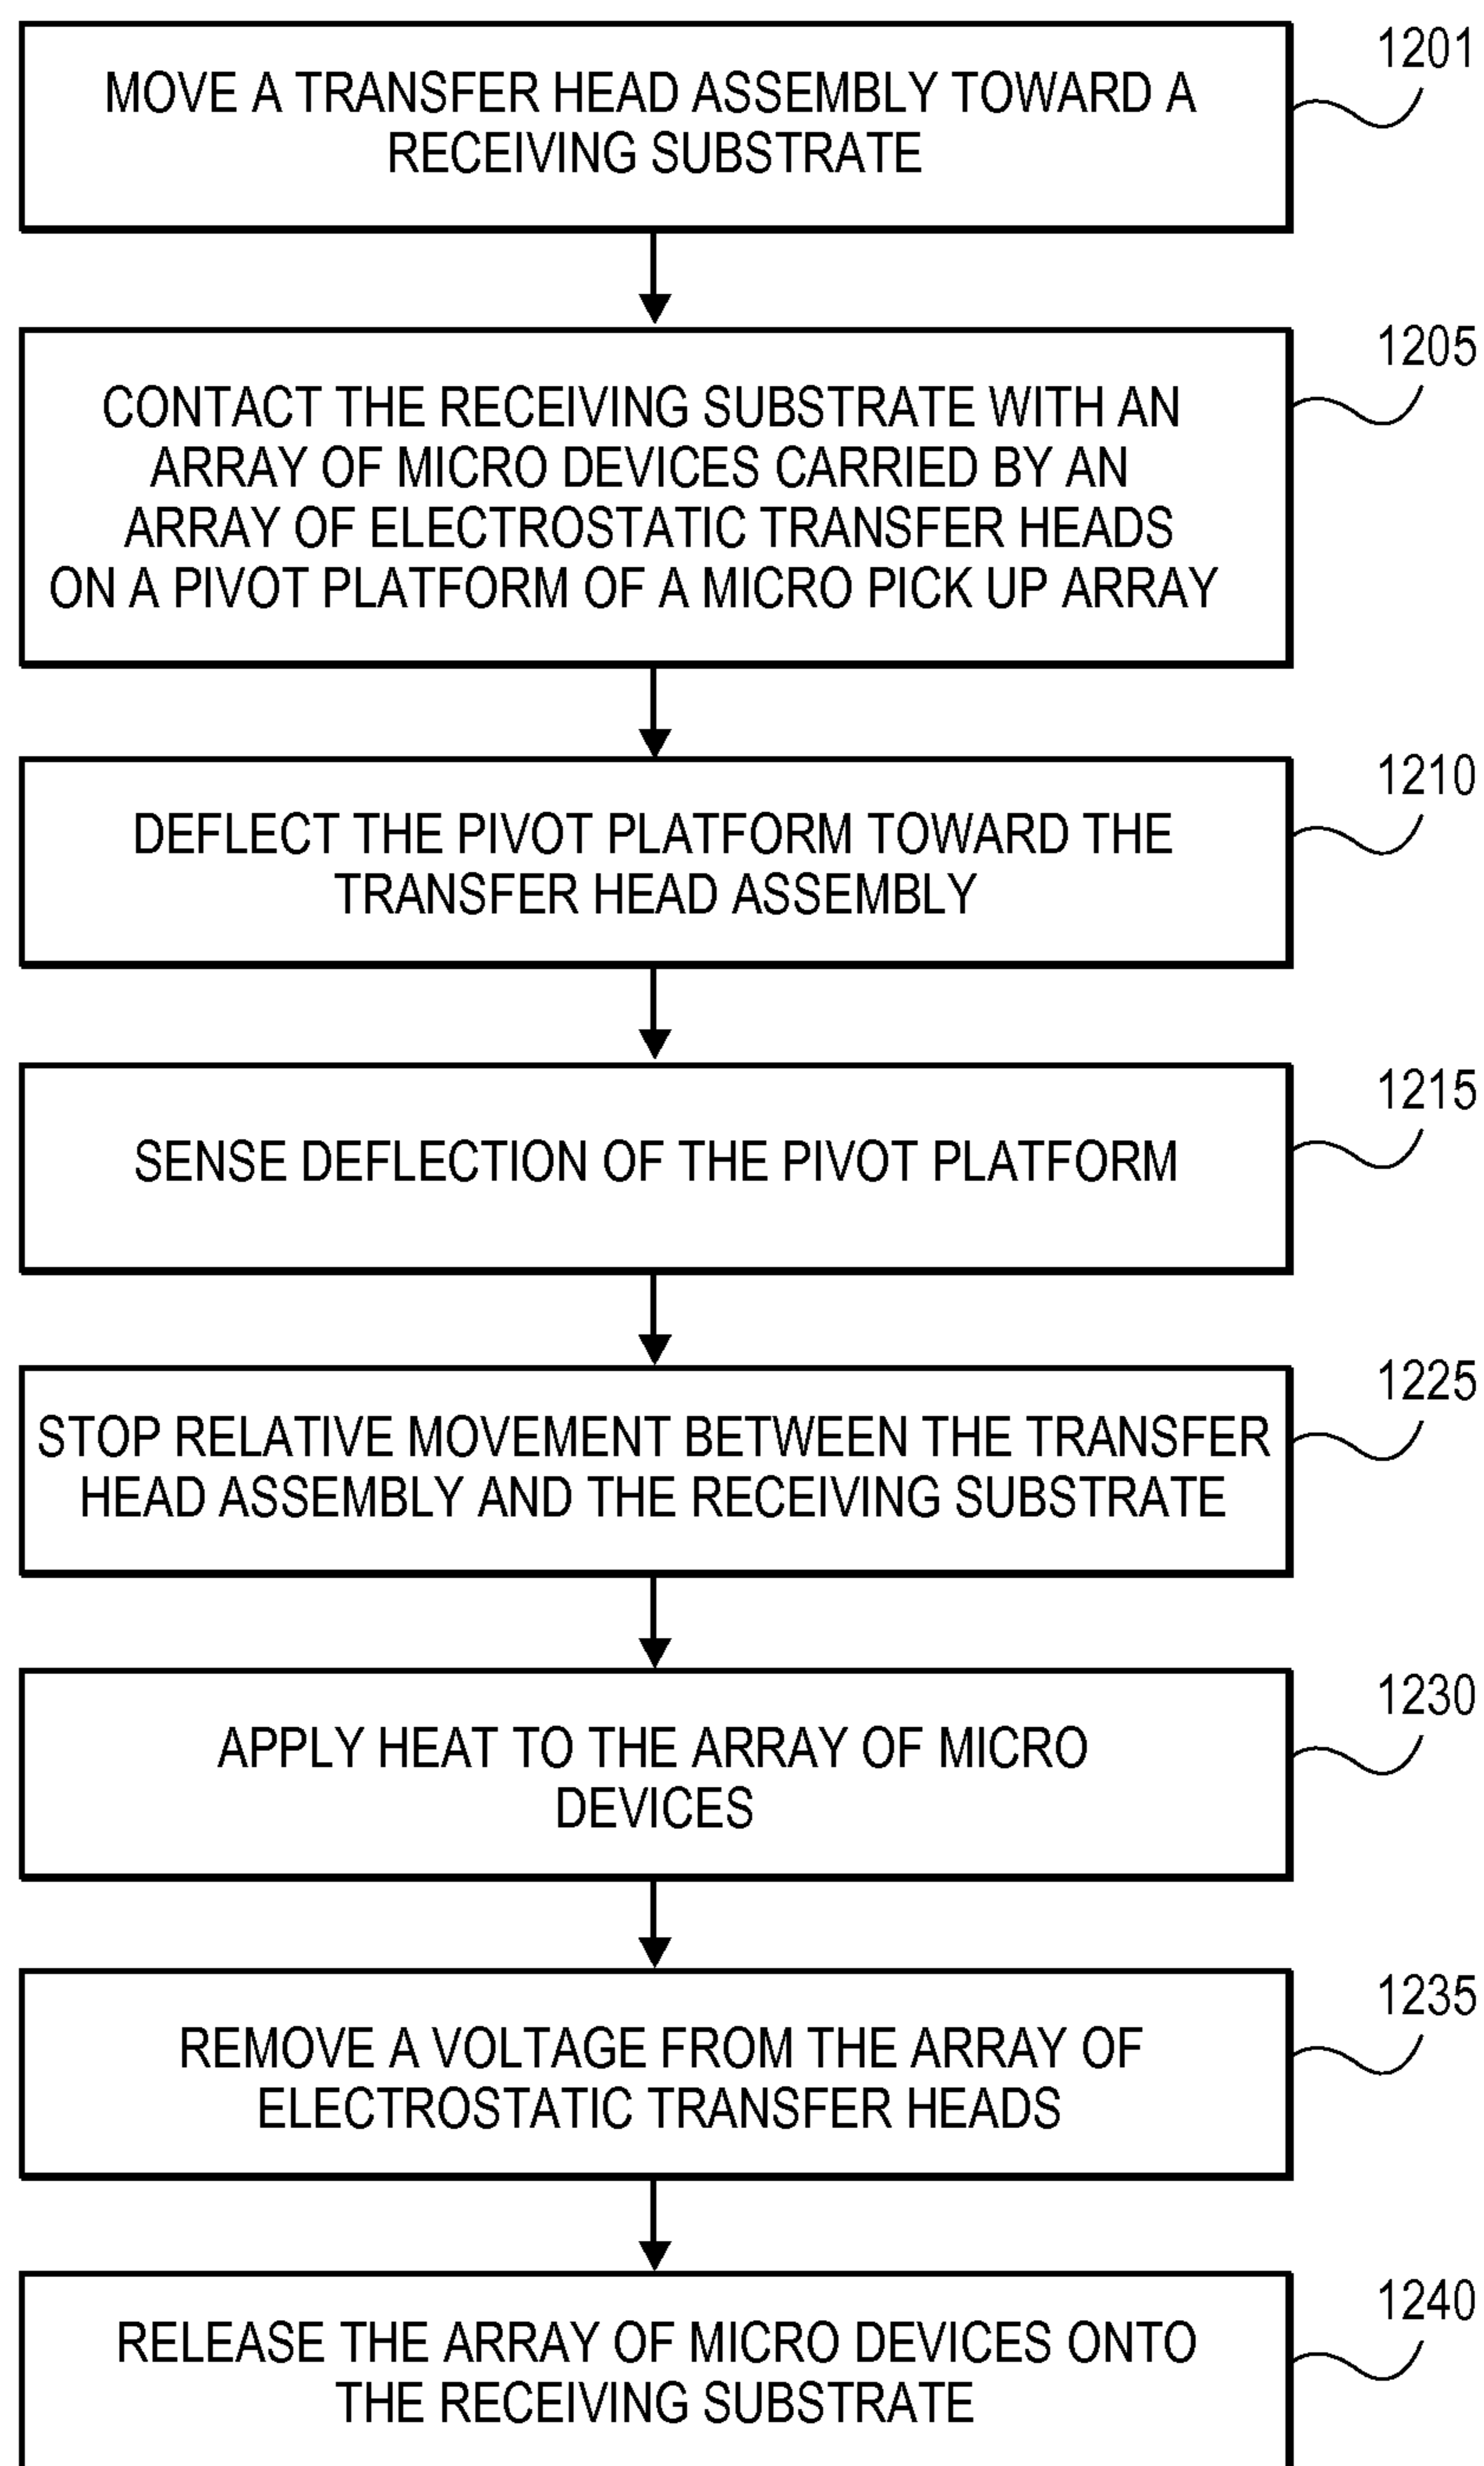 1201
MOVE A TRANSFER HEAD ASSEMBLY TOWARD A
RECEIVING SUBSTRATE
1205
CONTACT THE RECEIVING SUBSTRATE WITH AN
ARRAY OF MICRO DEVICES CARRIED BY AN
ARRAY OF ELECTROSTATIC TRANSFER HEADS
ON A PIVOT PLATFORM OF A MICRO PICK UP ARRAY
1210
DEFLECT THE PIVOT PLATFORM TOWARD THE
TRANSFER HEAD ASSEMBLY
1215
SENSE DEFLECTION OF THE PIVOT PLATFORM
1225
STOP RELATIVE MOVEMENT BETWEEN THE TRANSFER
HEAD ASSEMBLY AND THE RECEIVING SUBSTRATE
1230
APPLY HEAT TO THE ARRAY OF MICRO
DEVICES
1235
REMOVE A VOLTAGE FROM THE ARRAY OF
ELECTROSTATIC TRANSFER HEADS
1240
RELEASE THE ARRAY OF MICRO DEVICES ONTO
THE RECEIVING SUBSTRATE